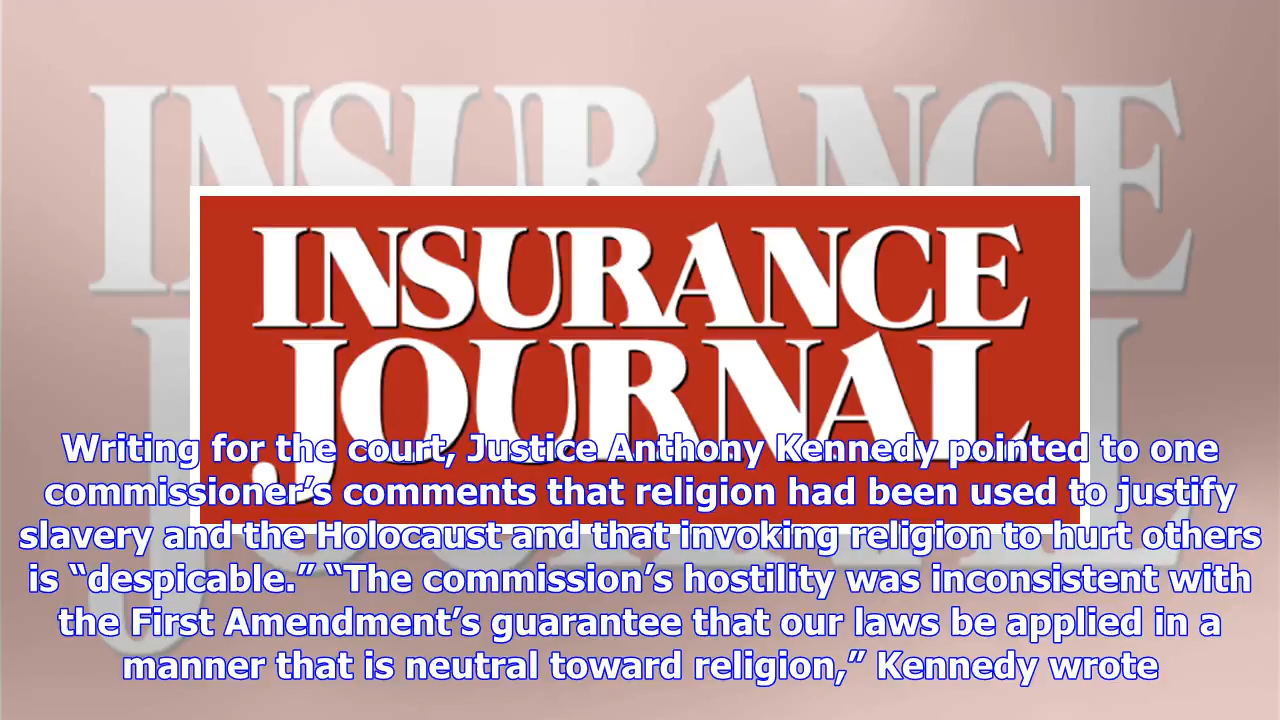 INSURANCE
JOURNAL
INSURANCE
JOURNAL
Writing for the court, Justice Anthony Kennedy pointed to one
commissioner’s comments that religion had been used to justify
slavery and the Holocaust and that invoking religion to hurt others
is “despicable.” “The commission’s hostility was inconsistent with
the First Amendment’s guarantee that our laws be applied in a
manner that is neutral toward religion,” Kennedy wrote